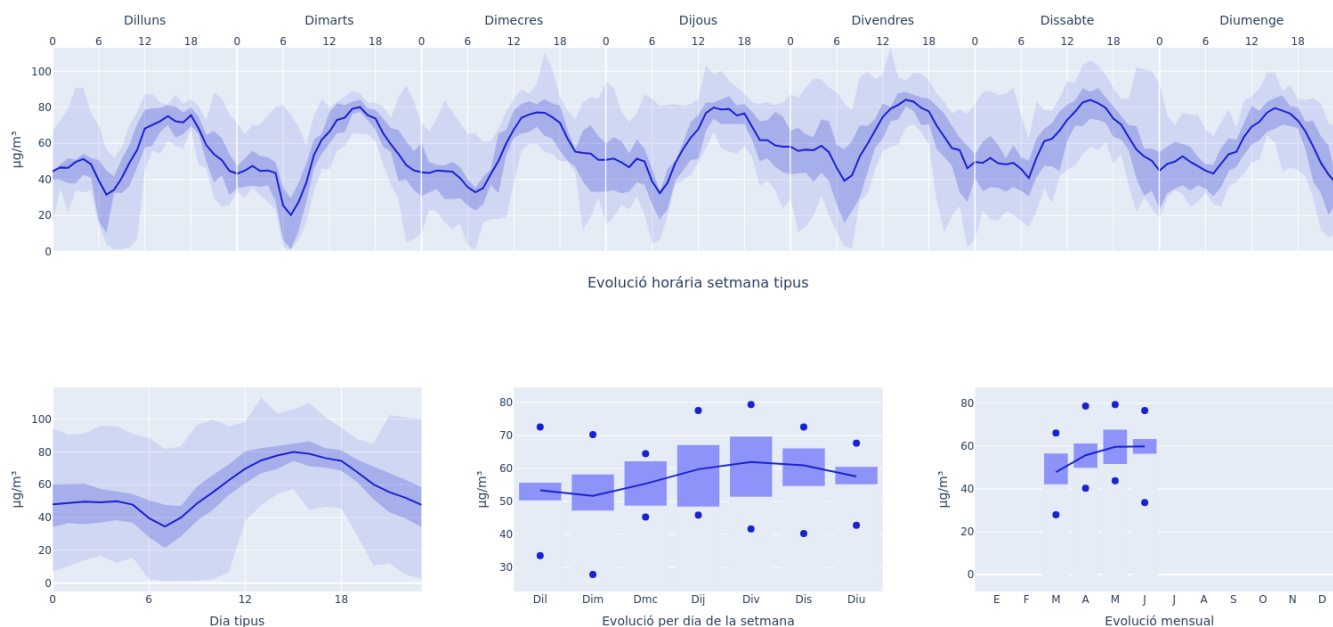 Dilluns Dimarts Dimecres Dijous Divendres Dissabte Diumenge
0 6 12 18 0 6 12 18 0 6 12 18 0 6 12 18 0 6 12 18 0 6 12 18 0 6 12 18
100
80
60
40
20
0
µg/m³
Evolució horária setmana tipus
100
80
60
40
20
0
µg/m³
0 6 12 18
Dia tipus
80
70
60
50
40
30
µg/m³
Dil Dim Dmc Dij Div Dis Diu
Evolució per dia de la setmana
80
60
40
20
0
µg/m³
E F M A M J J A S O N D
Evolució mensual